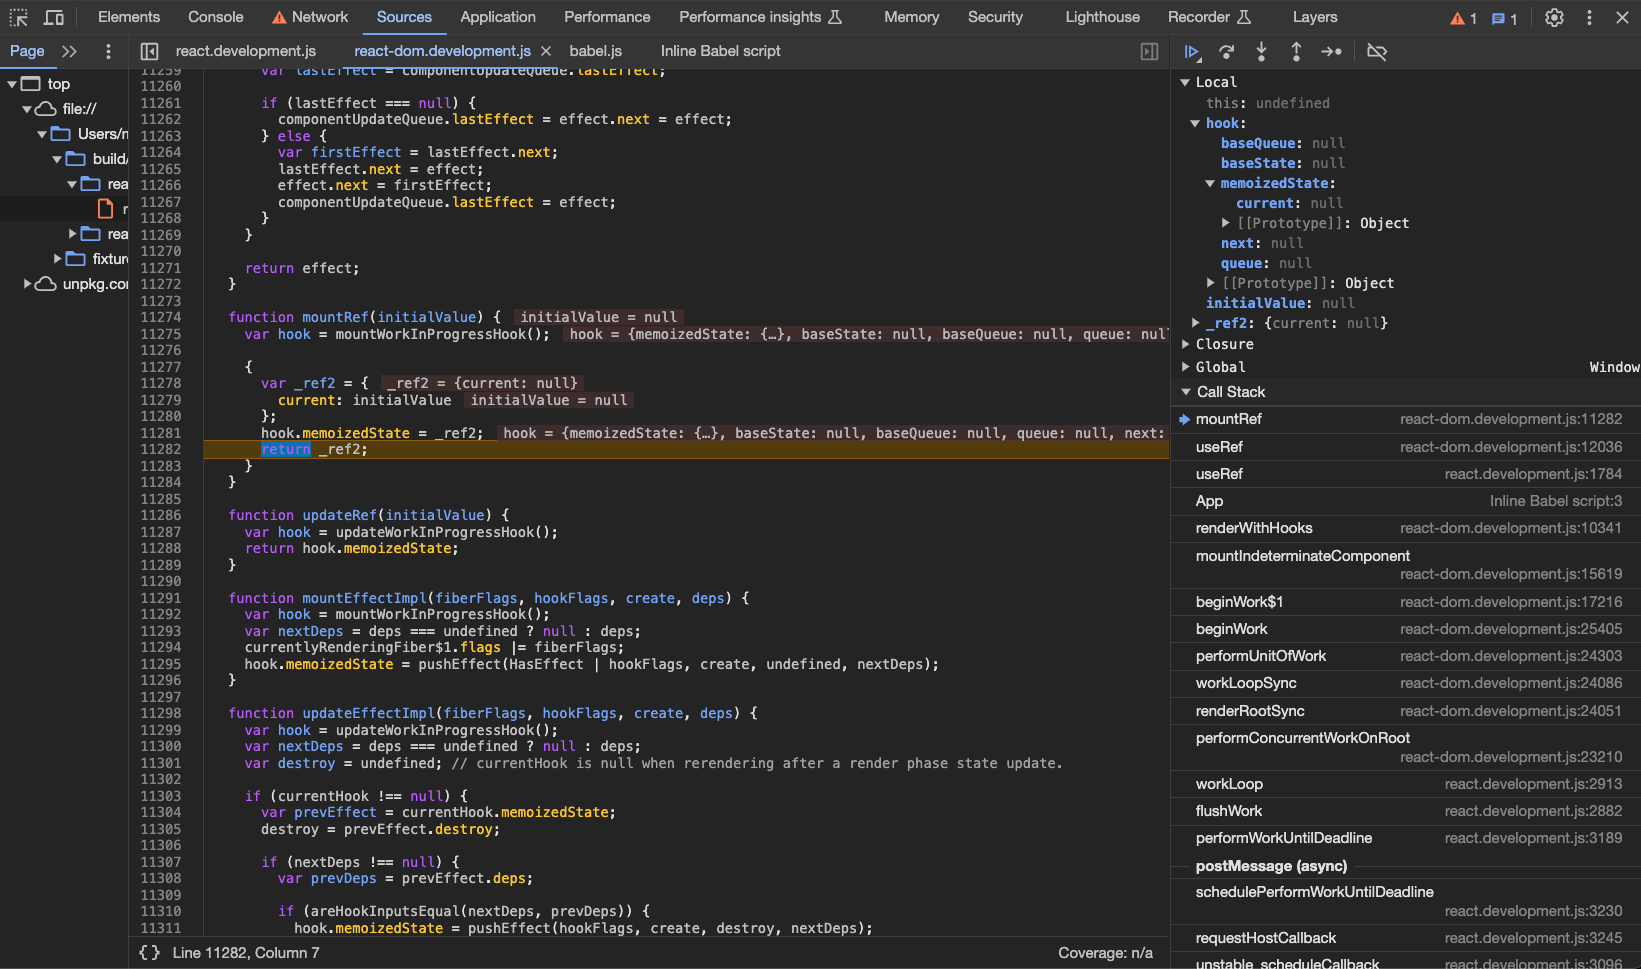 Elements Console Network Sources Application Performance Performance insights Memory Security Lighthouse Recorder Layers 1 1
Page react.development.js react-dom.development.js × babel.js Inline Babel script
top
file://
Users/
build/
rea
rea
fixture
unpkg.co
11259 var lastEffect = componentUpdateQueue.lastEffect;
11260
11261 if (lastEffect === null) {
11262 componentUpdateQueue.lastEffect = effect.next = effect;
11263 } else {
11264 var firstEffect = lastEffect.next;
11265 lastEffect.next = effect;
11266 effect.next = firstEffect;
11267 componentUpdateQueue.lastEffect = effect;
11268 }
11269 }
11270
11271 return effect;
11272 }
11273
11274 function mountRef(initialValue) { initialValue = null
11275 var hook = mountWorkInProgressHook(); hook = {memoizedState: {…}, baseState: null, baseQueue: null, queue: nul
11276
11277 {
11278 var _ref2 = { _ref2 = {current: null}
11279 current: initialValue initialValue = null
11280 };
11281 hook.memoizedState = _ref2; hook = {memoizedState: {…}, baseState: null, baseQueue: null, queue: null, next:
11282 return _ref2;
11283 }
11284 }
11285
11286 function updateRef(initialValue) {
11287 var hook = updateWorkInProgressHook();
11288 return hook.memoizedState;
11289 }
11290
11291 function mountEffectImpl(fiberFlags, hookFlags, create, deps) {
11292 var hook = mountWorkInProgressHook();
11293 var nextDeps = deps === undefined ? null : deps;
11294 currentlyRenderingFiber$1.flags |= fiberFlags;
11295 hook.memoizedState = pushEffect(HasEffect | hookFlags, create, undefined, nextDeps);
11296 }
11297
11298 function updateEffectImpl(fiberFlags, hookFlags, create, deps) {
11299 var hook = updateWorkInProgressHook();
11300 var nextDeps = deps === undefined ? null : deps;
11301 var destroy = undefined; // currentHook is null when rerendering after a render phase state update.
11302
11303 if (currentHook !== null) {
11304 var prevEffect = currentHook.memoizedState;
11305 destroy = prevEffect.destroy;
11306
11307 if (nextDeps !== null) {
11308 var prevDeps = prevEffect.deps;
11309
11310 if (areHookInputsEqual(nextDeps, prevDeps)) {
11311 hook.memoizedState = pushEffect(hookFlags, create, destroy, nextDeps);
{} Line 11282, Column 7 Coverage: n/a
Local
this: undefined
hook:
baseQueue: null
baseState: null
memoizedState:
current: null
[[Prototype]]: Object
next: null
queue: null
[[Prototype]]: Object
initialValue: null
_ref2: {current: null}
Closure
Global Window
Call Stack
mountRef react-dom.development.js:11282
useRef react-dom.development.js:12036
useRef react.development.js:1784
App Inline Babel script:3
renderWithHooks react-dom.development.js:10341
mountIndeterminateComponent
react-dom.development.js:15619
beginWork$1 react-dom.development.js:17216
beginWork react-dom.development.js:25405
performUnitOfWork react-dom.development.js:24303
workLoopSync react-dom.development.js:24086
renderRootSync react-dom.development.js:24051
performConcurrentWorkOnRoot
react-dom.development.js:23210
workLoop react.development.js:2913
flushWork react.development.js:2882
performWorkUntilDeadline react.development.js:3189
postMessage (async)
schedulePerformWorkUntilDeadline
react.development.js:3230
requestHostCallback react.development.js:3245
unstable_scheduleCallback react.development.js:3096